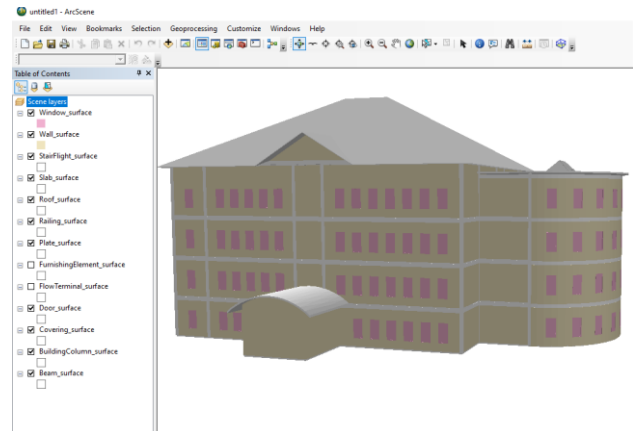 untitled1 - ArcScene
File Edit View Bookmarks Selection Geoprocessing Customize Windows Help
Table of Contents
Scene layers
Window_surface
Wall_surface
StairFlight_surface
Slab_surface
Roof_surface
Railing_surface
Plate_surface
FurnishingElement_surface
FlowTerminal_surface
Door_surface
Covering_surface
BuildingColumn_surface
Beam_surface